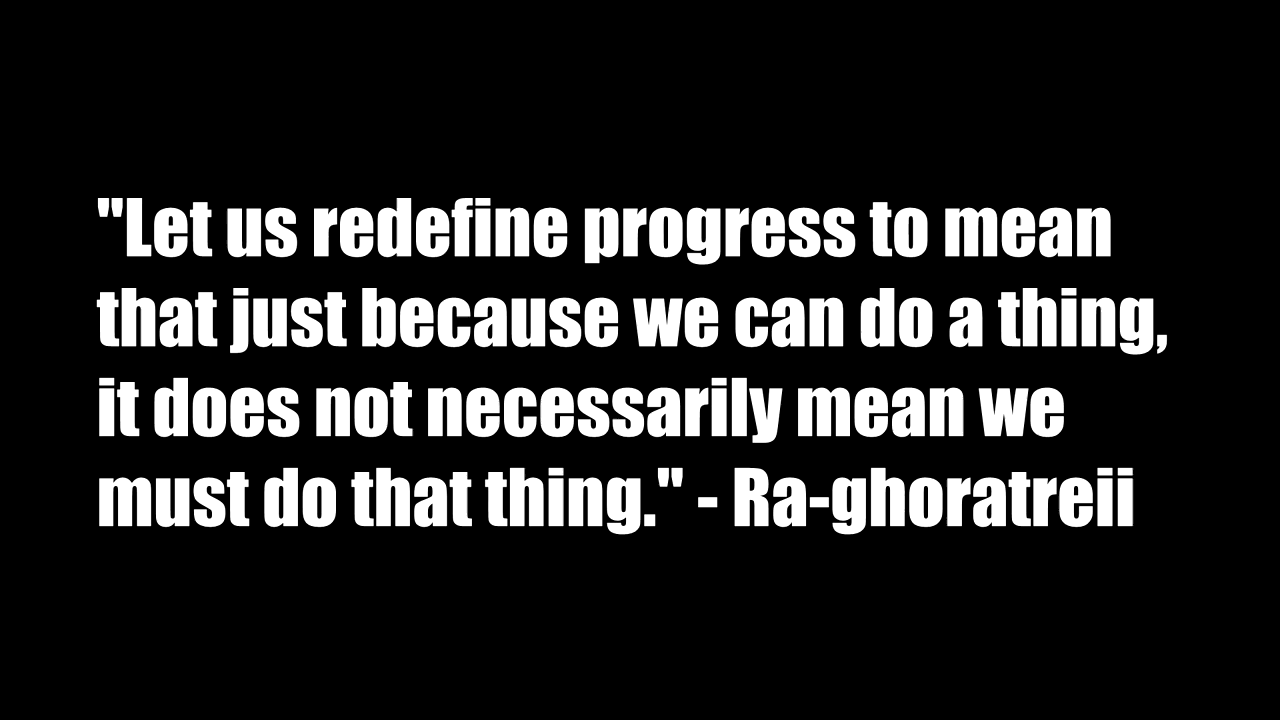 "Let us redefine progress to mean
that just because we can do a thing,
it does not necessarily mean we
must do that thing." - Ra-ghoratreii